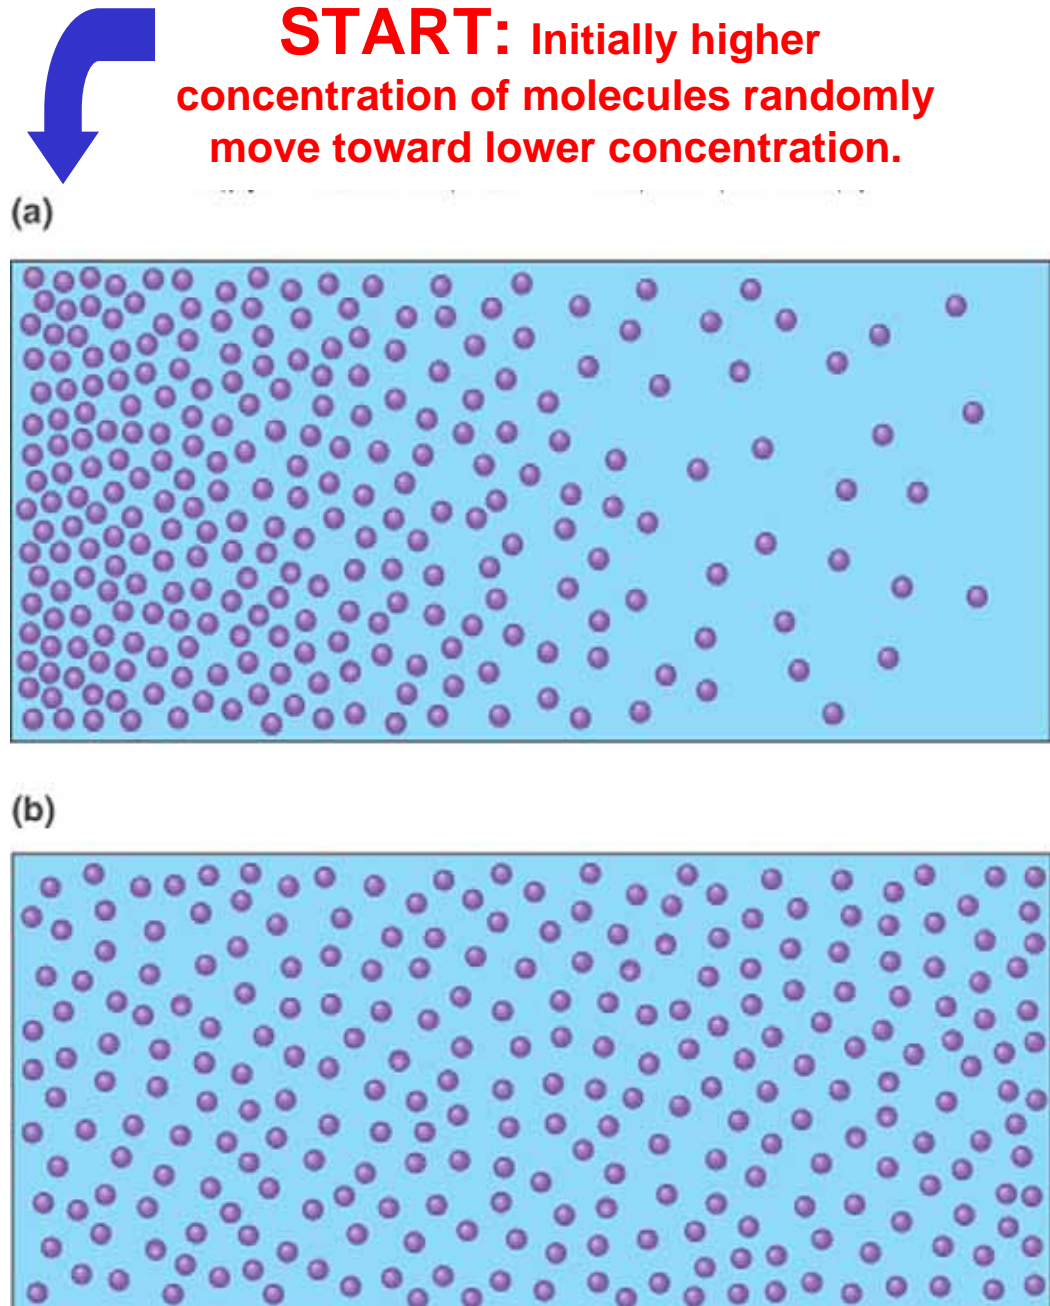 START: Initially higher
concentration of molecules randomly
move toward lower concentration.
(a)
(b)